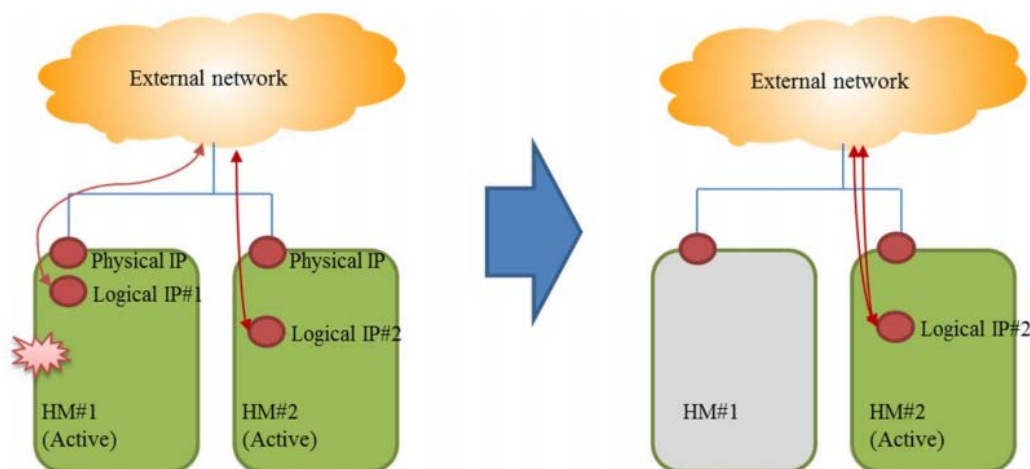 External network
Physical IP
Logical IP#1
HM#1
(Active)
Physical IP
Logical IP#2
HM#2
(Active)
External network
HM#1
Logical IP#2
HM#2
(Active)